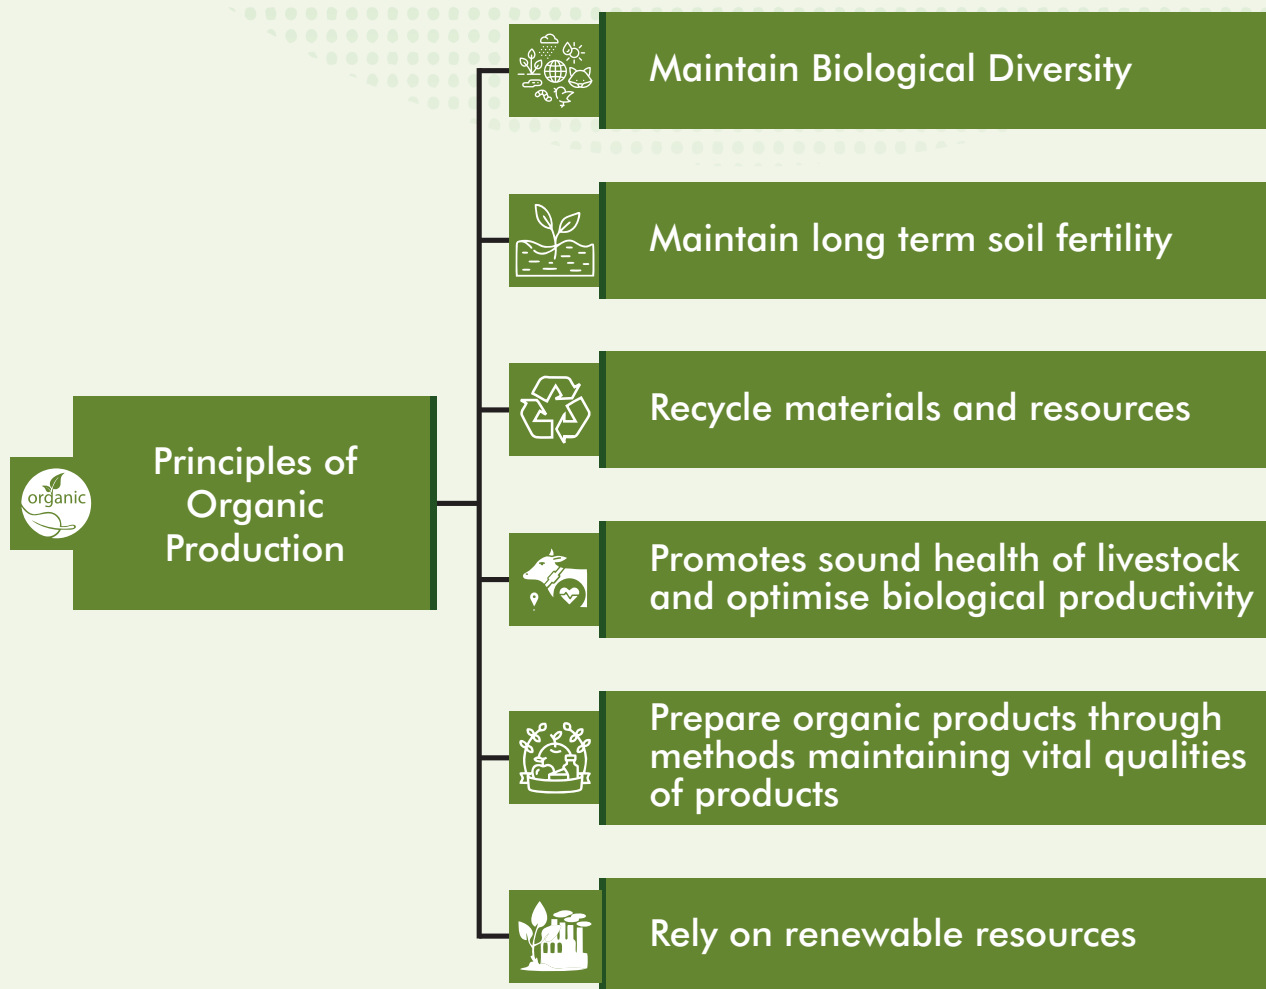 Maintain Biological Diversity
Maintain long term soil fertility
Recycle materials and resources
organic
Principles of
Organic
Production
Promotes sound health of livestock
and optimise biological productivity
Prepare organic products through
methods maintaining vital qualities
of products
Rely on renewable resources